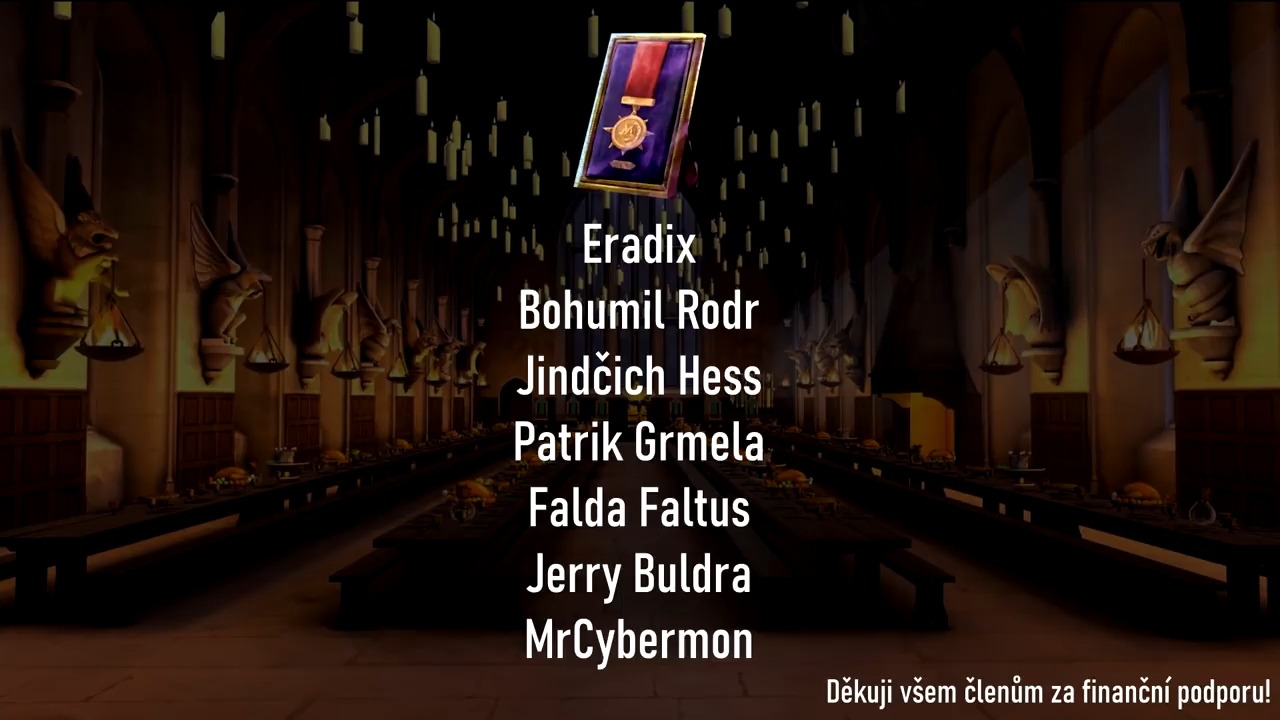 Eradix
Bohumil Rodr
Jindčich Hess
Patrik Grmela
Falda Faltus
Jerry Buldra
MrCybermon
Děkuji všem členům za finanční podporu!